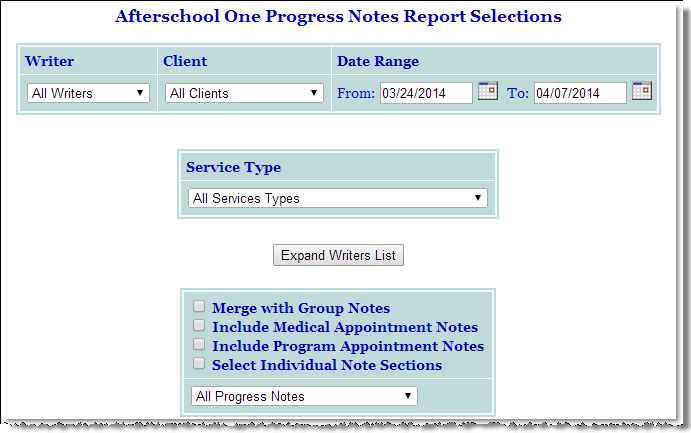 Afterschool One Progress Notes Report Selections
Writer Client Date Range
All Writers All Clients From: 03/24/2014 To: 04/07/2014
Service Type
All Services Types
Expand Writers List
Merge with Group Notes
Include Medical Appointment Notes
Include Program Appointment Notes
Select Individual Note Sections
All Progress Notes